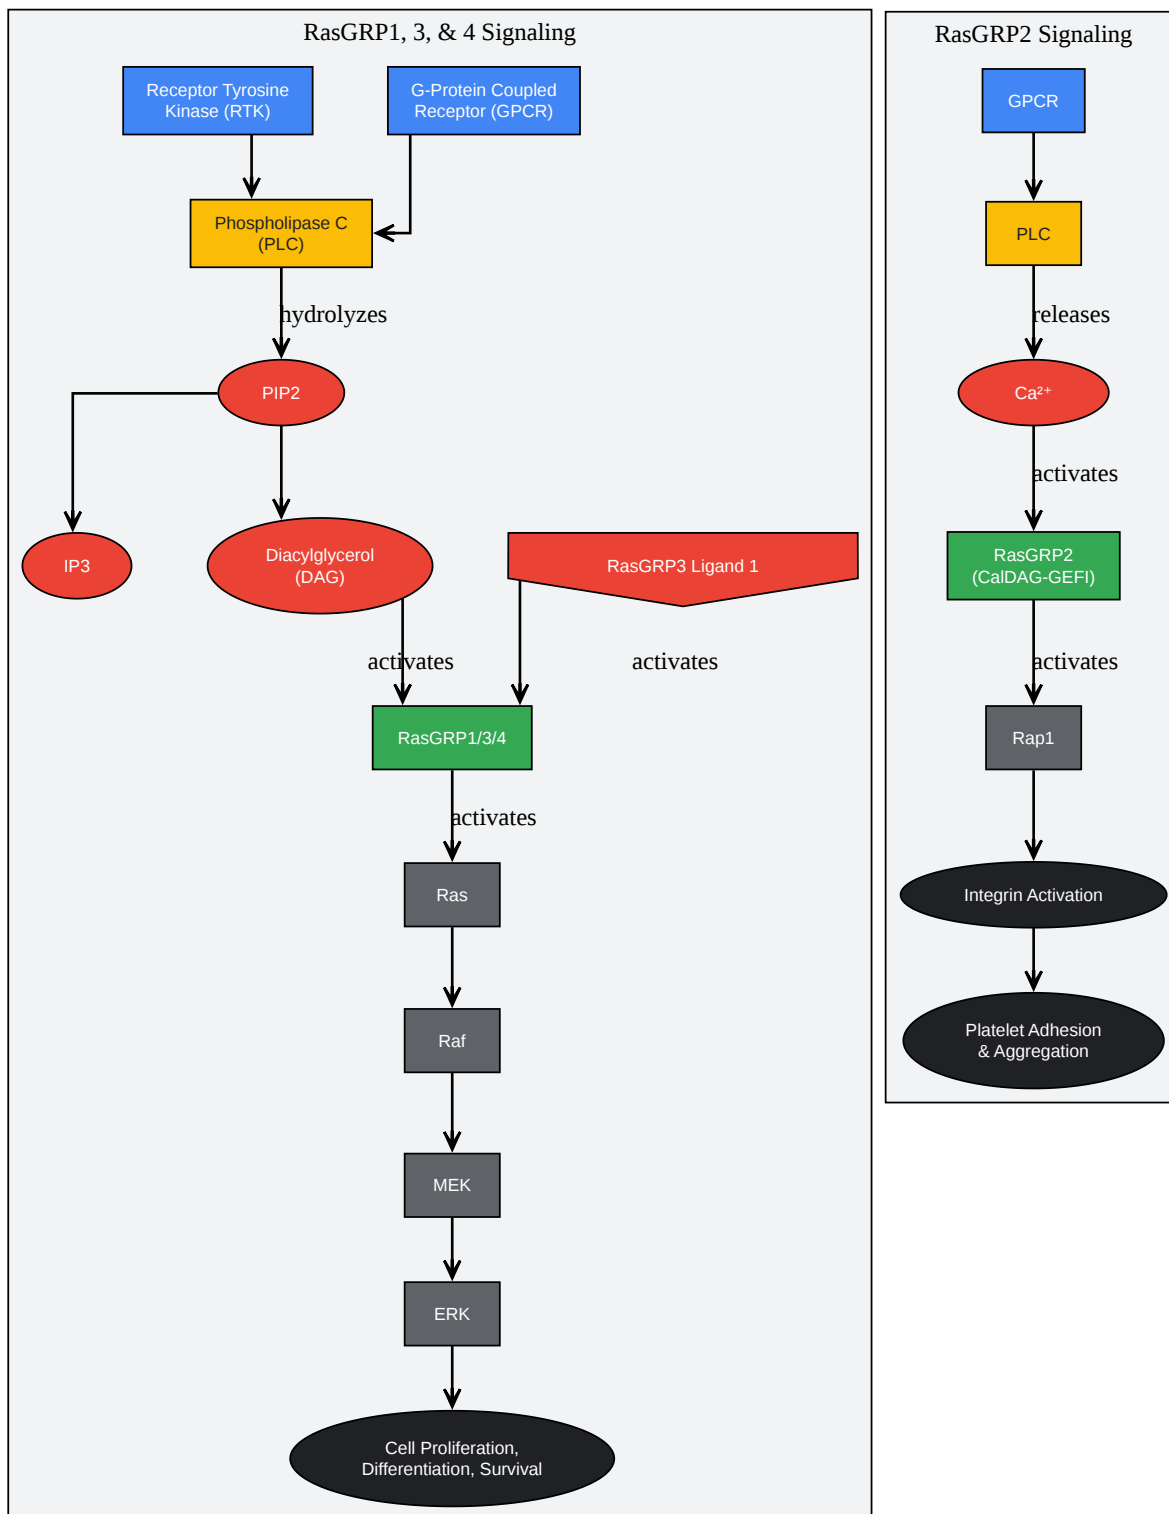 RasGRP1, 3, & 4 Signaling
Receptor Tyrosine
Kinase (RTK)
G-Protein Coupled
Receptor (GPCR)
Phospholipase C
(PLC)
hydrolyzes
PIP2
IP3
Diacylglycerol
(DAG)
RasGRP3 Ligand 1
activates
activates
RasGRP1/3/4
activates
Ras
Raf
MEK
ERK
Cell Proliferation,
Differentiation, Survival
RasGRP2 Signaling
GPCR
PLC
releases
Ca²⁺
activates
RasGRP2
(CalDAG-GEFI)
activates
Rap1
Integrin Activation
Platelet Adhesion
& Aggregation